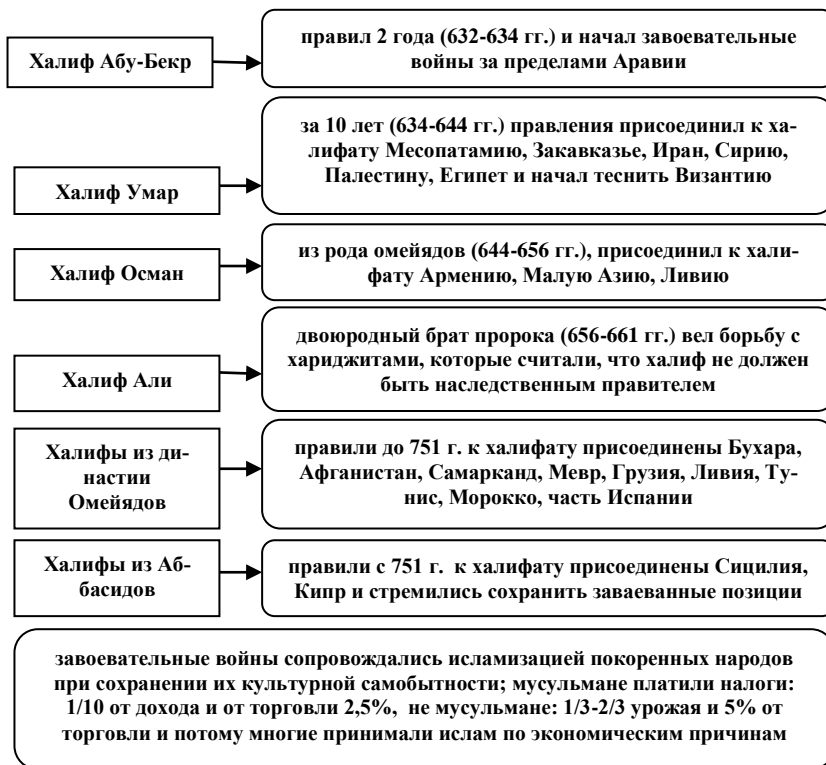 Халиф Абу-Бекр
правил 2 года (632-634 гг.) и начал завоевательные
войны за пределами Аравии
Халиф Умар
за 10 лет (634-644 гг.) правления присоединил к ха-
лифату Месопатамию, Закавказье, Иран, Сирию,
Палестину, Египет и начал теснить Византию
Халиф Осман
из рода омейядов (644-656 гг.), присоединил к хали-
фату Армению, Малую Азию, Ливию
Халиф Али
двоюродный брат пророка (656-661 гг.) вел борьбу с
хариджитами, которые считали, что халиф не должен
быть наследственным правителем
Халифы из ди-
настии
Омейядов
правили до 751 г. к халифату присоединены Бухара,
Афганистан, Самарканд, Мевр, Грузия, Ливия, Ту-
нис, Морокко, часть Испании
Халифы из Аб-
басидов
правили с 751 г. к халифату присоединены Сицилия,
Кипр и стремились сохранить заваеванные позиции
завоевательные войны сопровождались исламизацией покоренных народов
при сохранении их культурной самобытности; мусульмане платили налоги:
1/10 от дохода и от торговли 2,5%, не мусульмане: 1/3-2/3 урожая и 5% от
торговли и потому многие принимали ислам по экономическим причинам